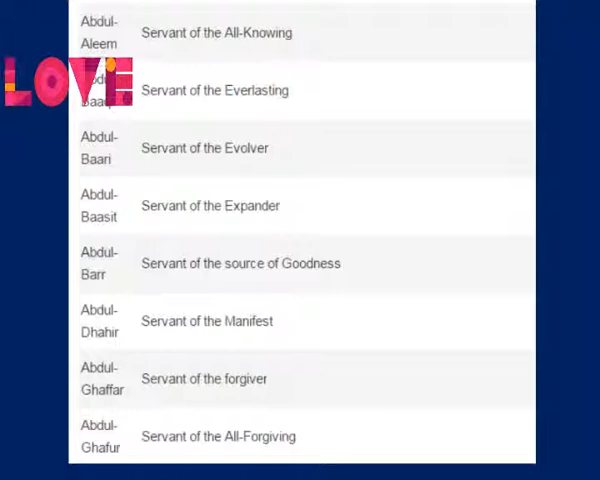 Abdul-
Aleem
Servant of the All-Knowing
LOVE
Servant of the Everlasting
Abdul-
Baari
Servant of the Evolver
Abdul-
Baasit
Servant of the Expander
Abdul-
Barr
Servant of the source of Goodness
Abdul-
Dhahir
Servant of the Manifest
Abdul-
Ghaffar
Servant of the forgiver
Abdul-
Ghafur
Servant of the All-Forgiving